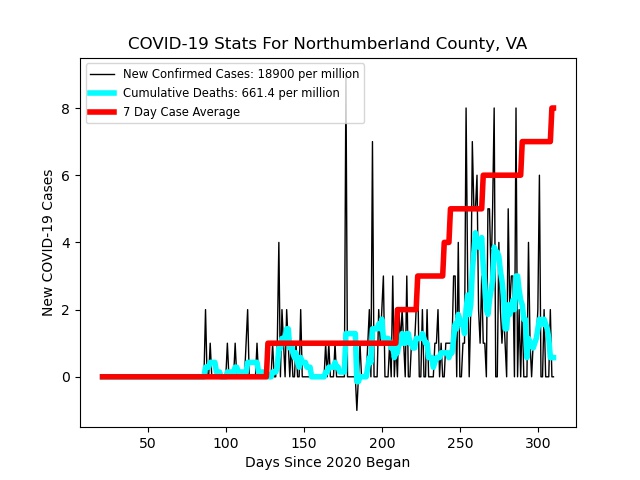 COVID-19 Stats For Northumberland County, VA
New Confirmed Cases: 18900 per million
Cumulative Deaths: 661.4 per million
7 Day Case Average
New COVID-19 Cases
8
6
4
2
0
50 100 150 200 250 300
Days Since 2020 Began